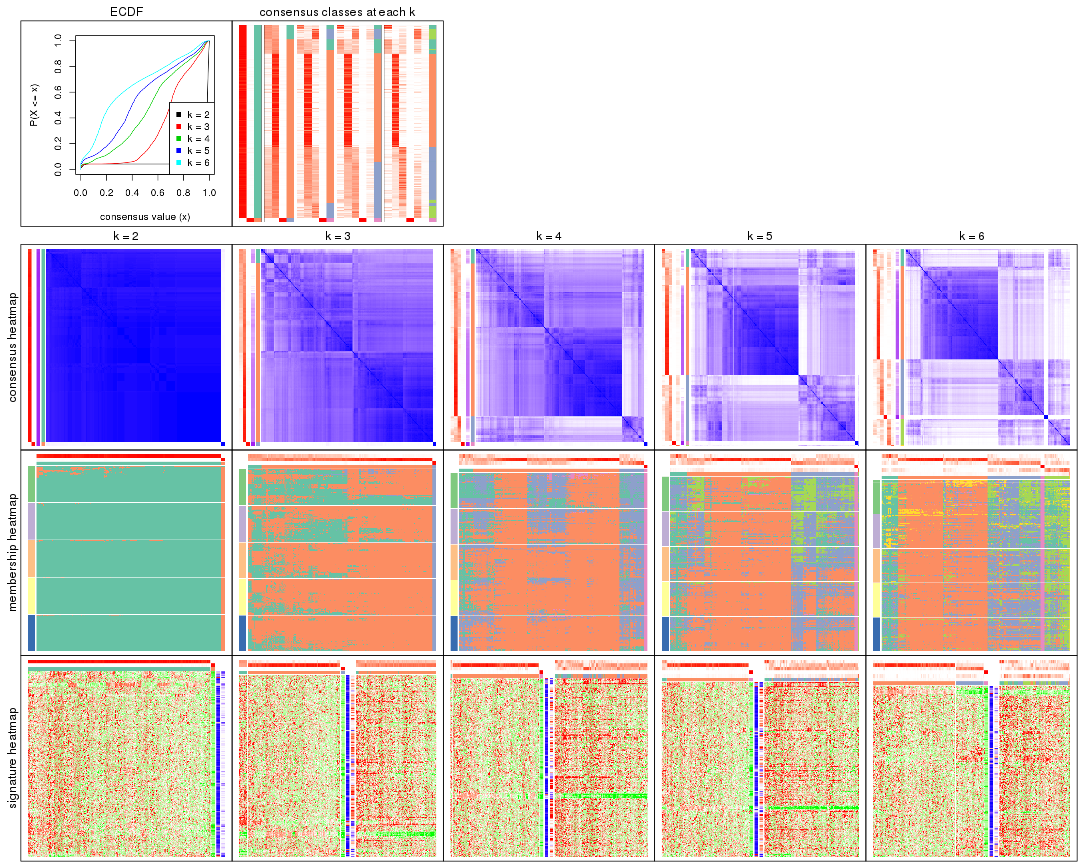 ECDF
consensus classes at each k
P(X <= x)
1.0
0.8
0.6
0.4
0.2
0.0
k = 2
k = 3
k = 4
k = 5
k = 6
0.0 0.2 0.4 0.6 0.8 1.0
consensus value (x)
k = 2
k = 3
k = 4
k = 5
k = 6
consensus heatmap
membership heatmap
signature heatmap